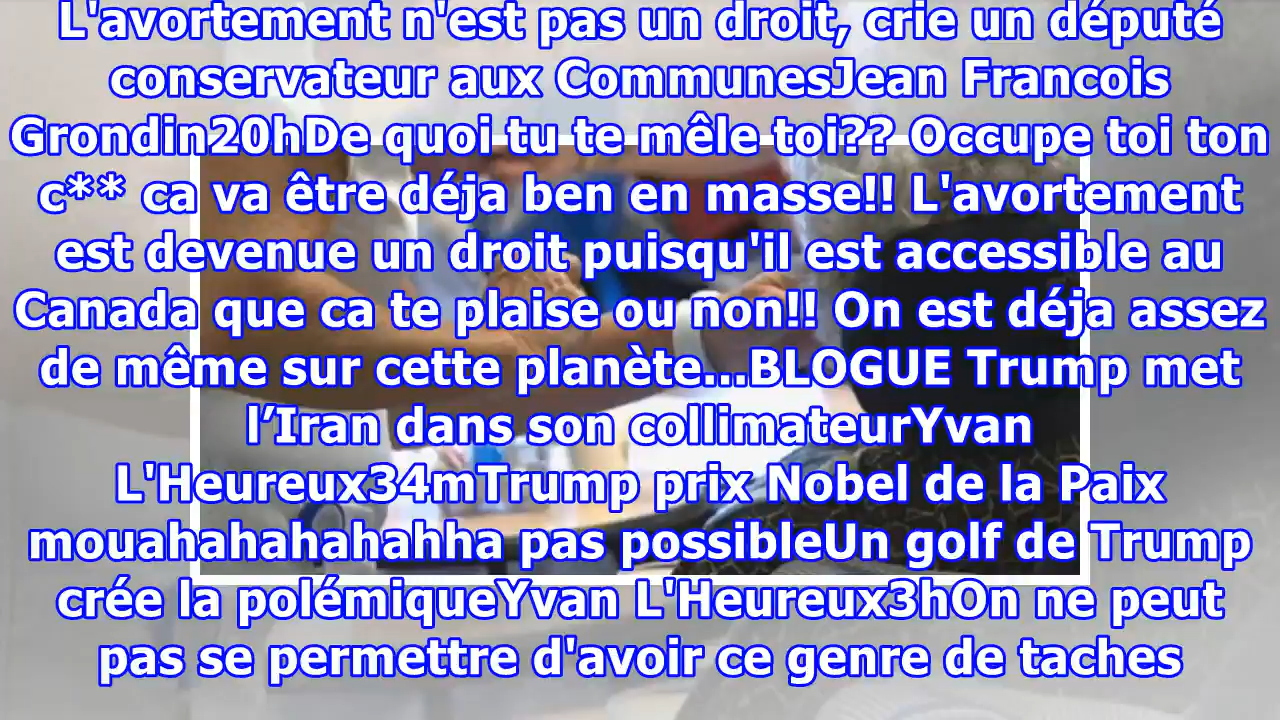 L'avortement n'est pas un droit, crie un député
conservateur aux CommunesJean Francois
Grondin20hDe quoi tu te mêle toi?? Occupe toi ton
c** ca va être déja ben en masse!! L'avortement
est devenue un droit puisqu'il est accessible au
Canada que ca te plaise ou non!! On est déja assez
de même sur cette planète...BLOGUE Trump met
l’Iran dans son collimateurYvan
L'Heureux34mTrump prix Nobel de la Paix
mouahahahahahha pas possibleUn golf de Trump
crée la polémiqueYvan L'Heureux3hOn ne peut
pas se permettre d'avoir ce genre de taches